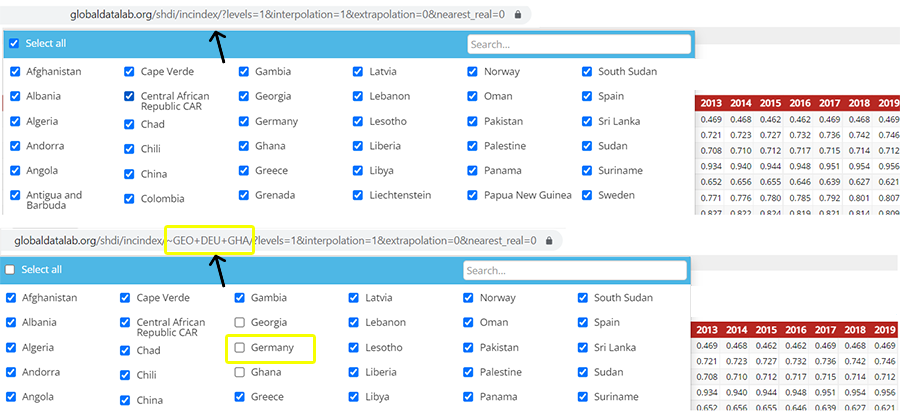 globaldatalab.org/shdi/incindex/?levels=1&interpolation=1&extrapolation=0&nearest_real=0
Select all Search...
Afghanistan Cape Verde Gambia Latvia Norway South Sudan
Albania Central African Republic CAR Georgia Lebanon Oman Spain
Algeria Chad Germany Lesotho Pakistan Sri Lanka
Andorra Chili Ghana Liberia Palestine Sudan
Angola China Greece Libya Panama Suriname
Antigua and Barbuda Colombia Grenada Liechtenstein Papua New Guinea Sweden
2013 2014 2015 2016 2017 2018 2019
0.469 0.468 0.462 0.462 0.469 0.468 0.469
0.721 0.723 0.727 0.732 0.736 0.742 0.746
0.708 0.710 0.712 0.717 0.715 0.714 0.712
0.934 0.940 0.944 0.948 0.951 0.954 0.956
0.652 0.656 0.655 0.646 0.639 0.627 0.621
0.771 0.776 0.780 0.785 0.792 0.801 0.807
0.827 0.822 0.824 0.819 0.821 0.814 0.809
globaldatalab.org/shdi/incindex/~GEO+DEU+GHA/?levels=1&interpolation=1&extrapolation=0&nearest_real=0
Select all Search...
Afghanistan Cape Verde Gambia Latvia Norway South Sudan
Albania Central African Republic CAR Georgia Lebanon Oman Spain
Algeria Chad Germany Lesotho Pakistan Sri Lanka
Andorra Chili Ghana Liberia Palestine Sudan
Angola China Greece Libya Panama Suriname
2013 2014 2015 2016 2017 2018 2019
0.469 0.468 0.462 0.462 0.469 0.468 0.469
0.721 0.723 0.727 0.732 0.736 0.742 0.746
0.708 0.710 0.712 0.717 0.715 0.714 0.712
0.934 0.940 0.944 0.948 0.951 0.954 0.956
0.652 0.656 0.655 0.646 0.639 0.627 0.621